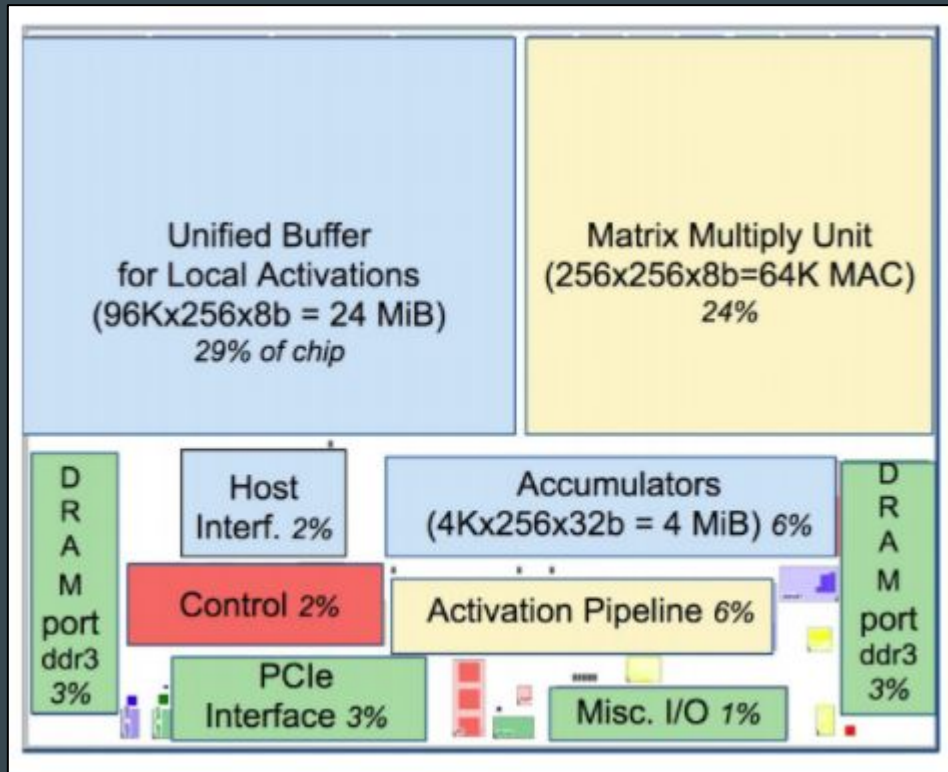 Unified Buffer
for Local Activations
(96Kx256x8b = 24 MiB)
29% of chip
Matrix Multiply Unit
(256x256x8b=64K MAC)
24%
D
R
A
M
port
ddr3
3%
Host
Interf. 2%
Accumulators
(4Kx256x32b = 4 MiB) 6%
D
R
A
M
port
ddr3
3%
Control 2%
Activation Pipeline 6%
PCIe
Interface 3%
Misc. I/O 1%